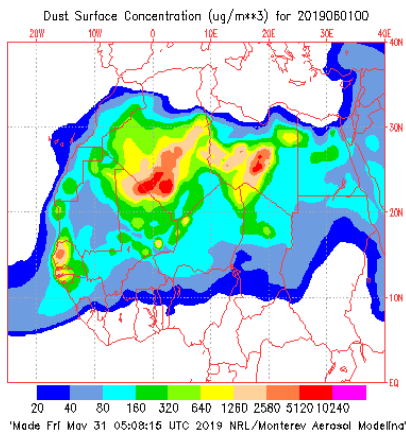 Dust Surface Concentration (ug/m**3) for 2019060100
20W 10W 0 10E 20E 30E 40E
40N
30N
20N
10N
EQ
20 40 80 160 320 640 1280 2580 5120 10240
'Made Fri May 31 05:08:15 UTC 2019 NRL/Monterey Aerosol Modeling'